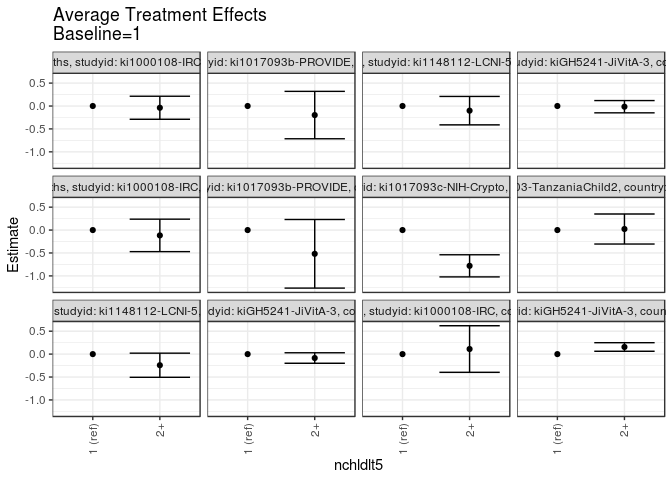 Average Treatment Effects
Baseline=1
ths, studyid: ki1000108-IRC
yid: ki1017093b-PROVIDE,
, studyid: ki1148112-LCNI-5
udyid: kiGH5241-JiVitA-3, co
0.5
0.0
-0.5
-1.0
ths, studyid: ki1000108-IRC,
yid: ki1017093b-PROVIDE,
id: ki1017093c-NIH-Crypto,
03-TanzaniaChild2, country:
0.5
0.0
-0.5
-1.0
Estimate
studyid: ki1148112-LCNI-5,
udyid: kiGH5241-JiVitA-3, co
, studyid: ki1000108-IRC, co
id: kiGH5241-JiVitA-3, coun
0.5
0.0
-0.5
-1.0
1 (ref)
2+
1 (ref)
2+
1 (ref)
2+
1 (ref)
2+
nchldlt5